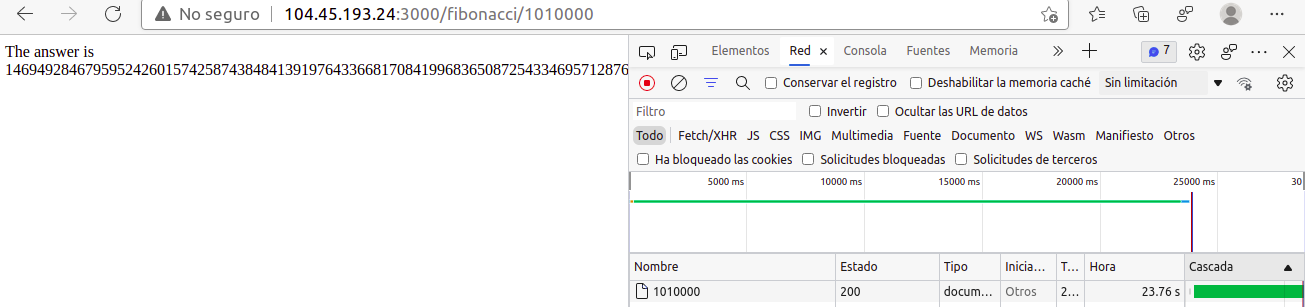 No seguro 104.45.193.24:3000/fibonacci/1010000
The answer is
Elementos Red Consola Fuentes Memoria 7
146949284679595242601574258743848413919764336681708419968365087254334695712876
Conservar el registro Deshabilitar la memoria caché Sin limitación
Filtro Invertir Ocultar las URL de datos
Todo Fetch/XHR JS CSS IMG Multimedia Fuente Documento WS Wasm Manifiesto Otros
Ha bloqueado las cookies Solicitudes bloqueadas Solicitudes de terceros
5000 ms 10000 ms 15000 ms 20000 ms 25000 ms 30
Nombre Estado Tipo Inicia... T... Hora Cascada
1010000 200 docum... Otros 2... 23.76 s